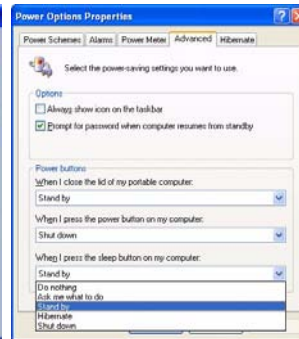 Power Options Properties
Power Schemes Alarms Power Meter Advanced Hibernate
Select the power-saving settings you want to use.
Options
Always show icon on the taskbar
Prompt for password when computer resumes from standby
Power buttons
When I close the lid of my portable computer:
Stand by
When I press the power button on my computer:
Shut down
When I press the sleep button on my computer:
Stand by
Do nothing
Ask me what to do
Stand by
Hibernate
Shut down